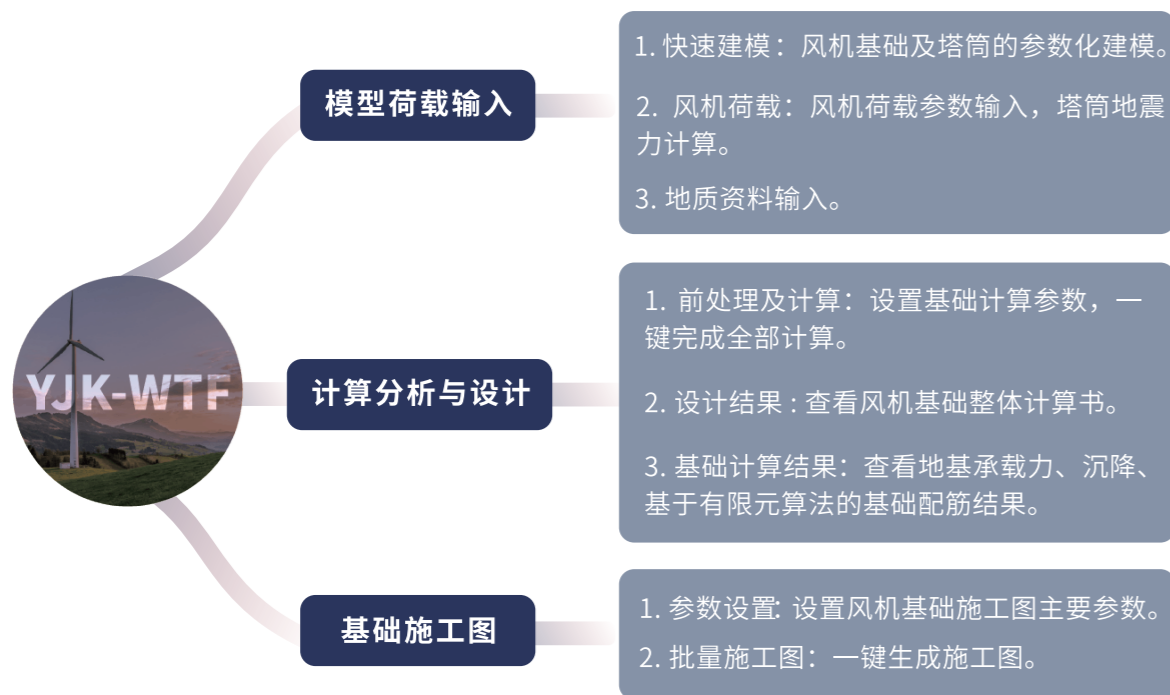 模型荷载输入
1. 快速建模：风机基础及塔筒的参数化建模。
2. 风机荷载：风机荷载参数输入，塔筒地震
力计算。
3. 地质资料输入。
YJK-WTF
计算分析与设计
1. 前处理及计算：设置基础计算参数，一
键完成全部计算。
2. 设计结果：查看风机基础整体计算书。
3. 基础计算结果：查看地基承载力、沉降、
基于有限元算法的基础配筋结果。
基础施工图
1. 参数设置：设置风机基础施工图主要参数。
2. 批量施工图：一键生成施工图。